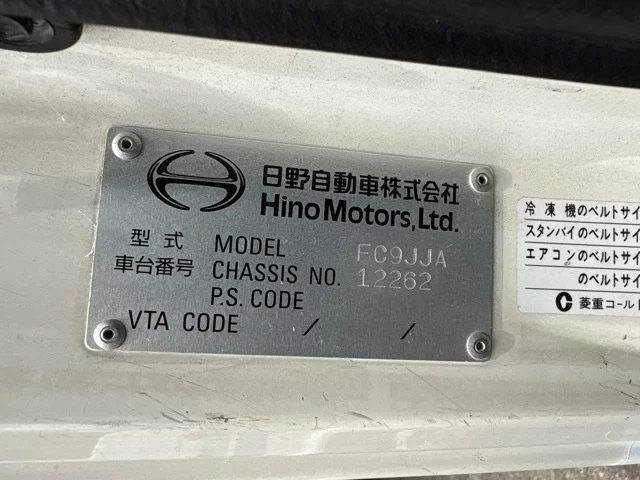 日野自動車株式会社
Hino Motors, Ltd.
型式 MODEL FC9JJA
車台番号 CHASSIS NO. 12262
P.S. CODE
VTA CODE / /
冷凍機のベルトサイ
スタンバイのベルトサイ
エアコンのベルトサイ
のベルトサイ
菱重コールド